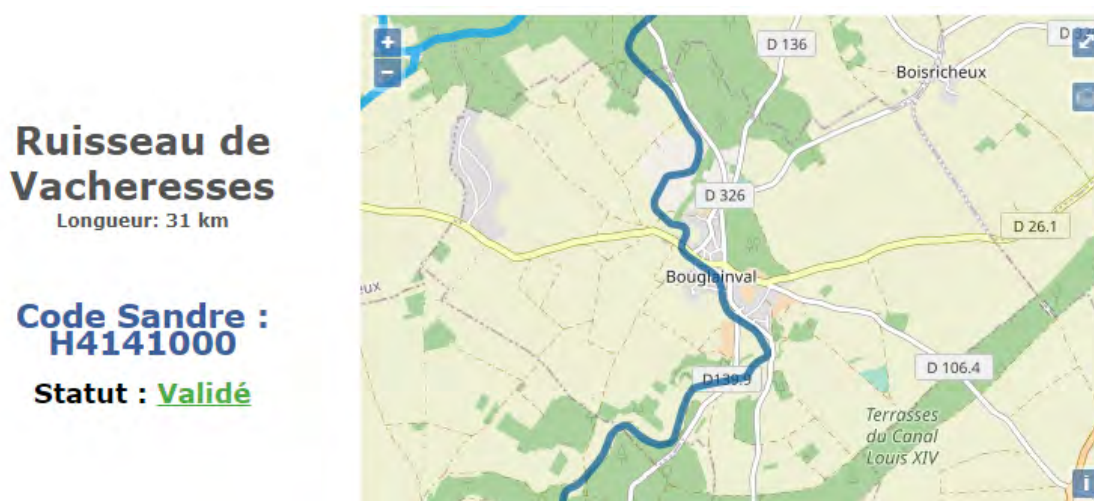 Ruisseau de
Vacheresses
Longueur: 31 km
Code Sandre :
H4141000
Statut : Validé
+
−
D 136
Boisricheux
D 326
D 26.1
Bouglainval
eux
D139.9
D 106.4
Terrasses
du Canal
Louis XIV
i